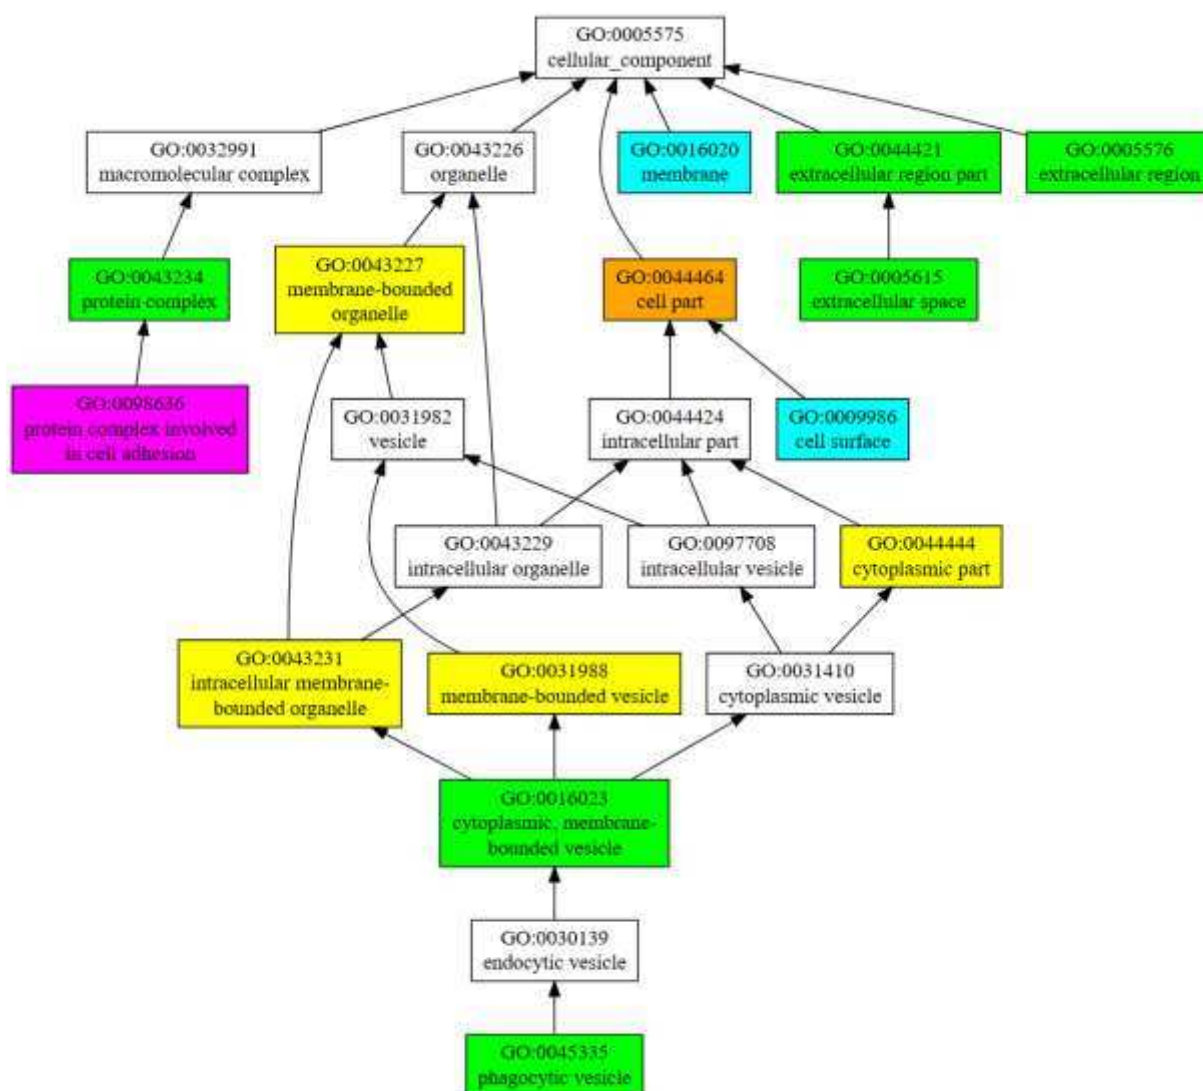 GO:0005575
cellular_component
GO:0032991
macromolecular complex
GO:0043226
organelle
GO:0016020
membrane
GO:0044421
extracellular region part
GO:0005576
extracellular region
GO:0043234
protein complex
GO:0043227
membrane-bounded
organelle
GO:0044464
cell part
GO:0005615
extracellular space
GO:0098636
protein complex involved
in cell adhesion
GO:0031982
vesicle
GO:0044424
intracellular part
GO:0009986
cell surface
GO:0043229
intracellular organelle
GO:0097708
intracellular vesicle
GO:0044444
cytoplasmic part
GO:0043231
intracellular membrane-
bounded organelle
GO:0031988
membrane-bounded vesicle
GO:0031410
cytoplasmic vesicle
GO:0016023
cytoplasmic, membrane-
bounded vesicle
GO:0030139
endocytic vesicle
GO:0045335
phagocytic vesicle